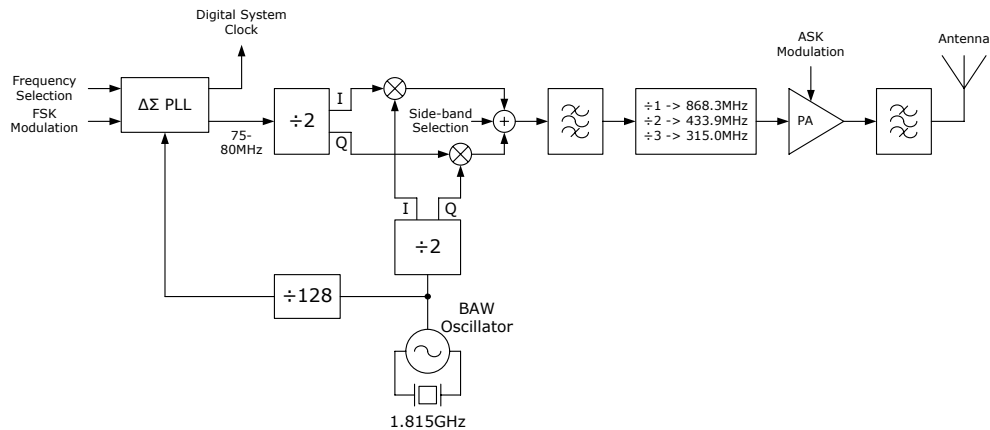 Digital System
Clock
Frequency
Selection
FSK
Modulation
ΔΣ PLL
75-
80MHz
÷2
I
Q
Side-band
Selection
÷1 -> 868.3MHz
÷2 -> 433.9MHz
÷3 -> 315.0MHz
ASK
Modulation
PA
Antenna
I
Q
÷2
÷128
BAW
Oscillator
1.815GHz